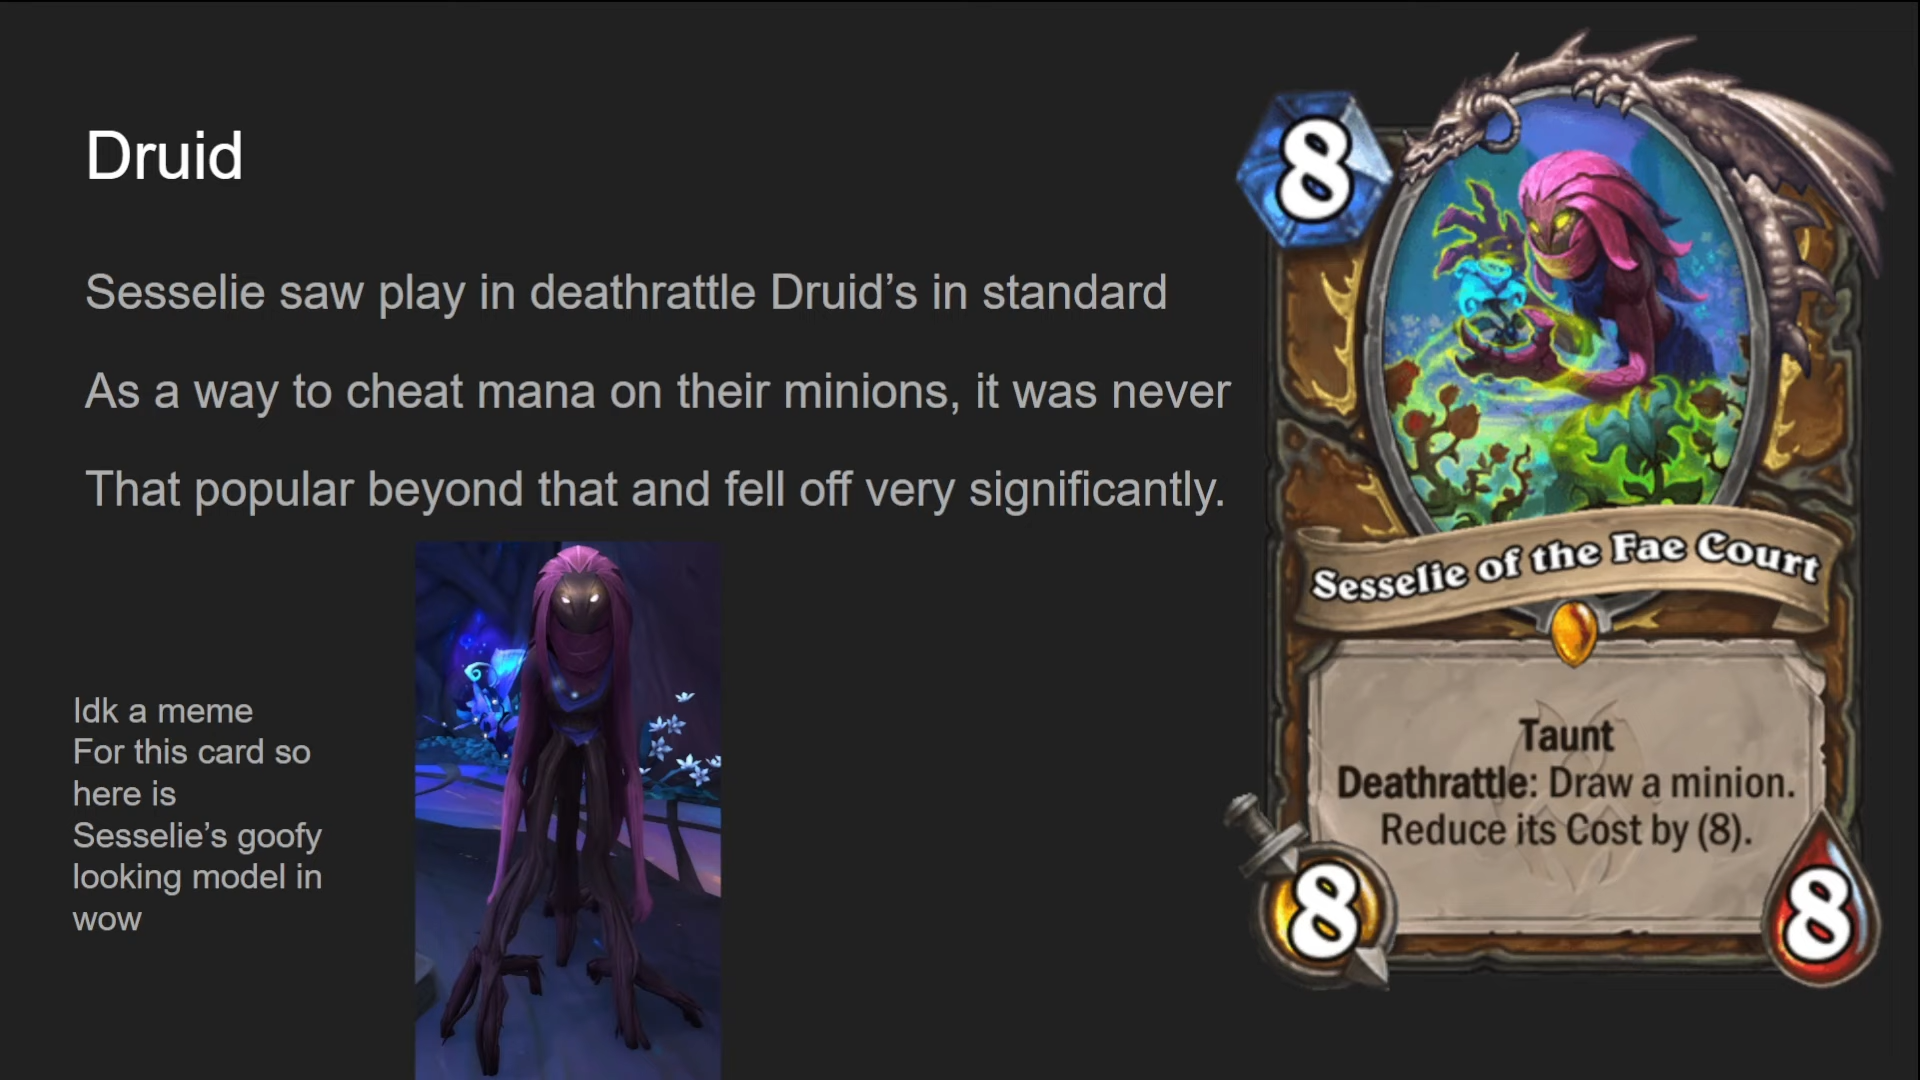 Druid
Sesselie saw play in deathrattle Druid's in standard
As a way to cheat mana on their minions, it was never
That popular beyond that and fell off very significantly.
Idk a meme
For this card so
here is
Sesselie's goofy
looking model in
wow
8
Sesselie of the Fae Court
Taunt
Deathrattle: Draw a minion.
Reduce its Cost by (8).
8
8